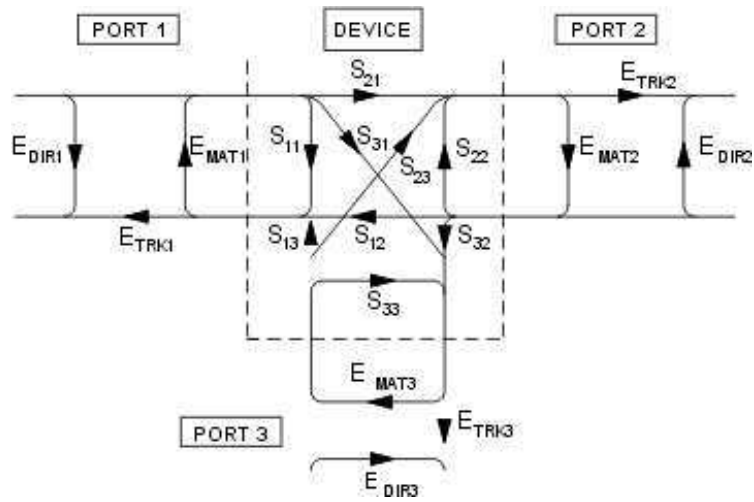 PORT 1
DEVICE
PORT 2
S21
ETRK2
EDIR1
EMAT1
S11
S31
S23
S22
EMAT2
EDIR2
ETRK1
S13
S12
S32
S33
EMAT3
PORT 3
ETRK3
EDIR3